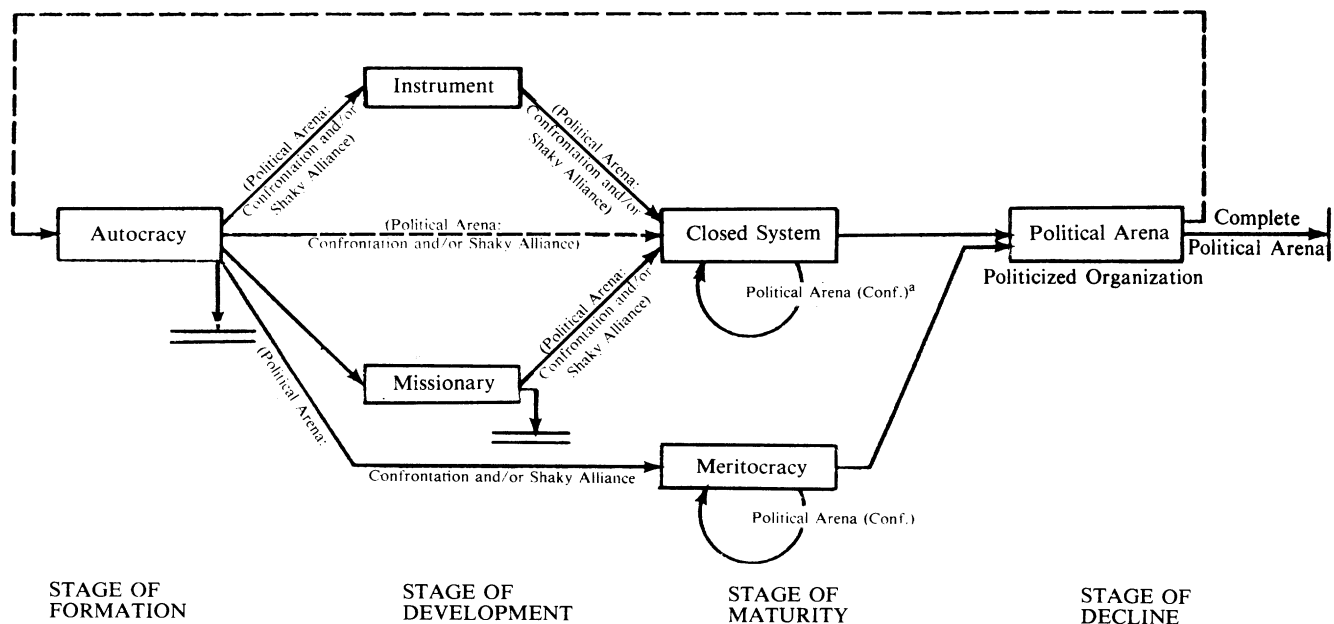 Instrument
(Political Arena:
Confrontation and/or
Shaky Alliance)
(Political Arena:
Confrontation and/or
Shaky Alliance)
Autocracy
(Political Arena:
Confrontation and/or Shaky Alliance)
Closed System
Political Arena (Conf.)a
Political Arena
Politicized Organization
Complete
Political Arena
(Political Arena:
Confrontation and/or
Shaky Alliance)
Missionary
(Political Arena:
Confrontation and/or Shaky Alliance
Meritocracy
Political Arena (Conf.)
STAGE OF
FORMATION
STAGE OF
DEVELOPMENT
STAGE OF
MATURITY
STAGE OF
DECLINE